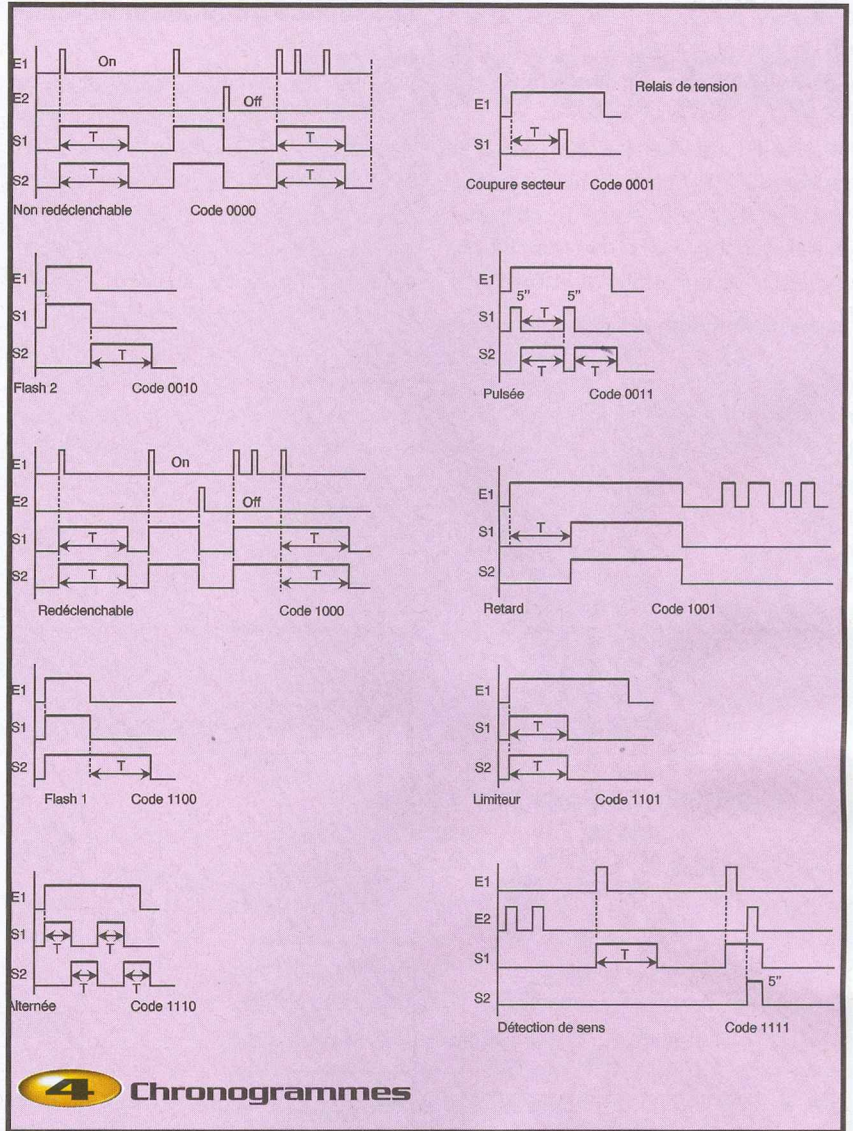 E1 On
E2 Off
S1 T T
S2 T T
Non redéclenchable Code 0000
Relais de tension
E1
S1 T
Coupure secteur Code 0001
E1
S1
S2 T
Flash 2 Code 0010
E1
S1 5" T 5"
S2 T T
Pulsée Code 0011
E1 On
E2 Off
S1 T T
S2 T T
Redéclenchable Code 1000
E1
S1 T
S2
Retard Code 1001
E1
S1
S2 T
Flash 1 Code 1100
E1
S1 T
S2 T
Limiteur Code 1101
E1
S1 T T
S2 T T
Alternée Code 1110
E1
E2
S1 T
S2 5"
Détection de sens Code 1111
4 Chronogrammes